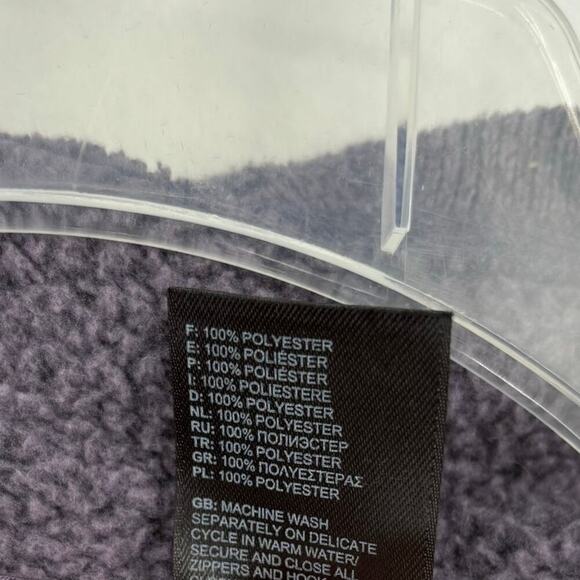 F: 100% POLYESTER
E: 100% POLIÉSTER
P: 100% POLIÉSTER
I: 100% POLIESTERE
D: 100% POLYESTER
NL: 100% POLYESTER
RU: 100% ПОЛИЭСТЕР
TR: 100% POLYESTER
GR: 100% ΠΟΛΥΕΣΤΕΡΑΣ
PL: 100% POLYESTER
GB: MACHINE WASH
SEPARATELY ON DELICATE
CYCLE IN WARM WATER/
SECURE AND CLOSE ALL
ZIPPERS AND HOOK